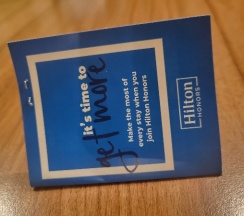 it's time to
get more
Make the most of
every stay when you
join Hilton Honors
Hilton
HONORS